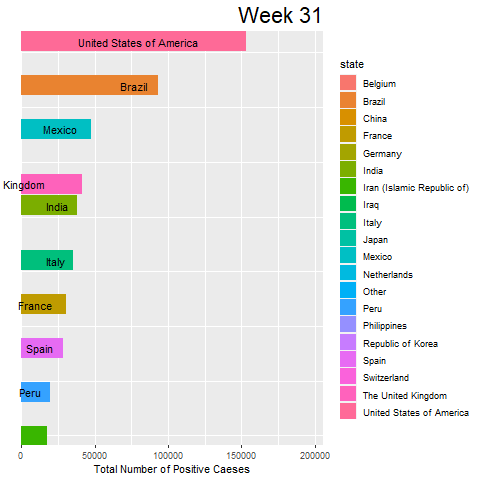 Week 31
United States of America
Brazil
Mexico
Kingdom
India
Italy
France
Spain
Peru
0 50000 100000 150000 200000
Total Number of Positive Caeses
state
Belgium
Brazil
China
France
Germany
India
Iran (Islamic Republic of)
Iraq
Italy
Japan
Mexico
Netherlands
Other
Peru
Philippines
Republic of Korea
Spain
Switzerland
The United Kingdom
United States of America